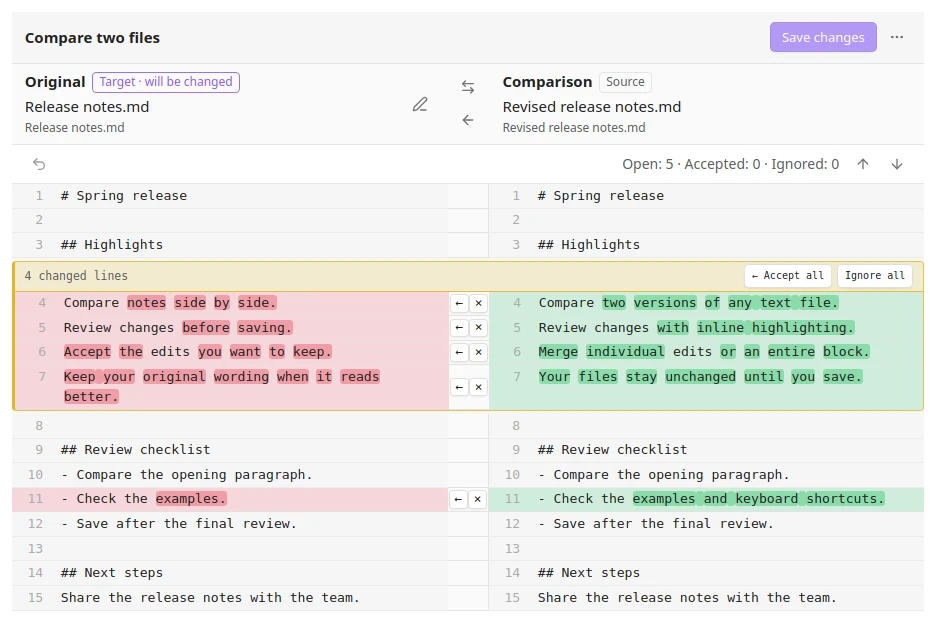 Compare two files
Save changes
Original Target · will be changed
Release notes.md
Release notes.md
Comparison Source
Revised release notes.md
Revised release notes.md
Open: 5 · Accepted: 0 · Ignored: 0
1 # Spring release 1 # Spring release
2 2
3 ## Highlights 3 ## Highlights
4 changed lines ← Accept all Ignore all
4 Compare notes side by side. ← × 4 Compare two versions of any text file.
5 Review changes before saving. ← × 5 Review changes with inline highlighting.
6 Accept the edits you want to keep. ← × 6 Merge individual edits or an entire block.
7 Keep your original wording when it reads ← × 7 Your files stay unchanged until you save.
better.
8 8
9 ## Review checklist 9 ## Review checklist
10 - Compare the opening paragraph. 10 - Compare the opening paragraph.
11 - Check the examples. ← × 11 - Check the examples and keyboard shortcuts.
12 - Save after the final review. 12 - Save after the final review.
13 13
14 ## Next steps 14 ## Next steps
15 Share the release notes with the team. 15 Share the release notes with the team.